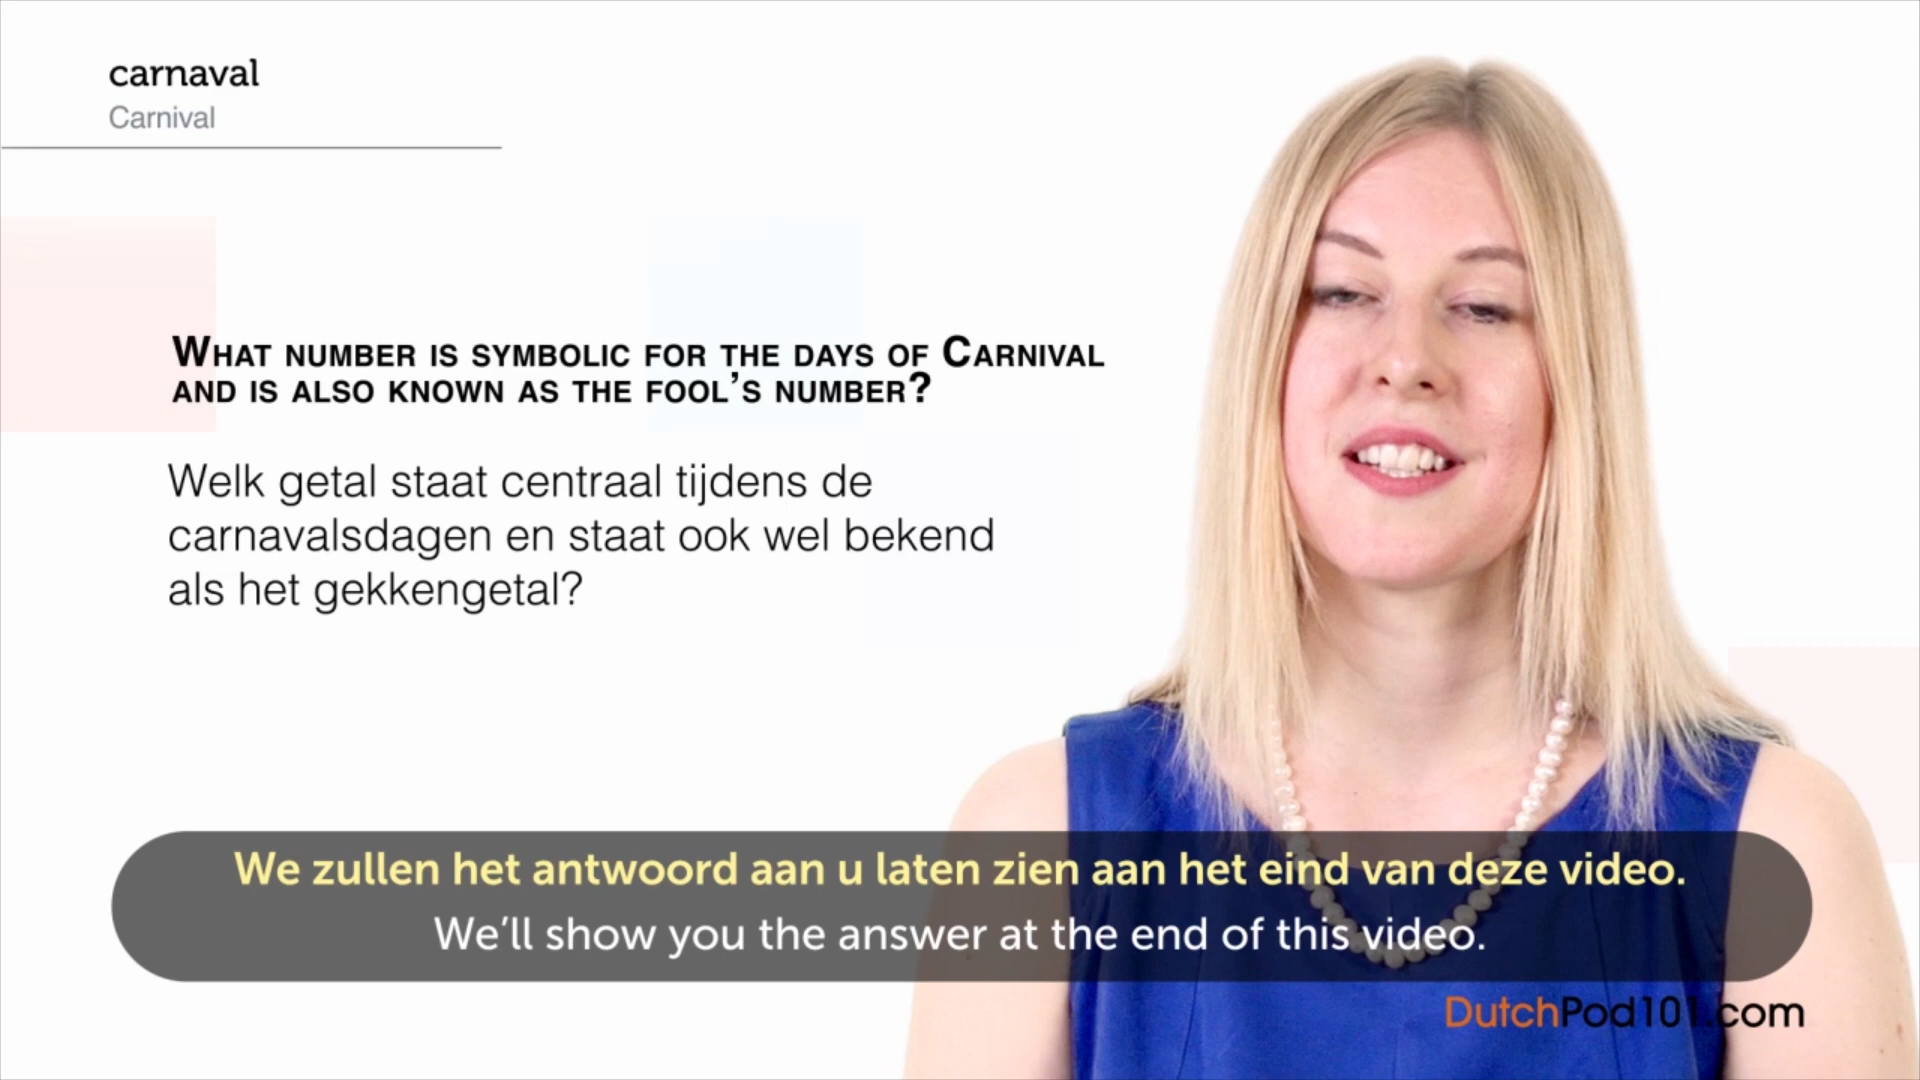 carnaval
Carnival
What number is symbolic for the days of Carnival
and is also known as the fool’s number?
Welk getal staat centraal tijdens de
carnavalsdagen en staat ook wel bekend
als het gekkengetal?
We zullen het antwoord aan u laten zien aan het eind van deze video.
We’ll show you the answer at the end of this video.
DutchPod101.com